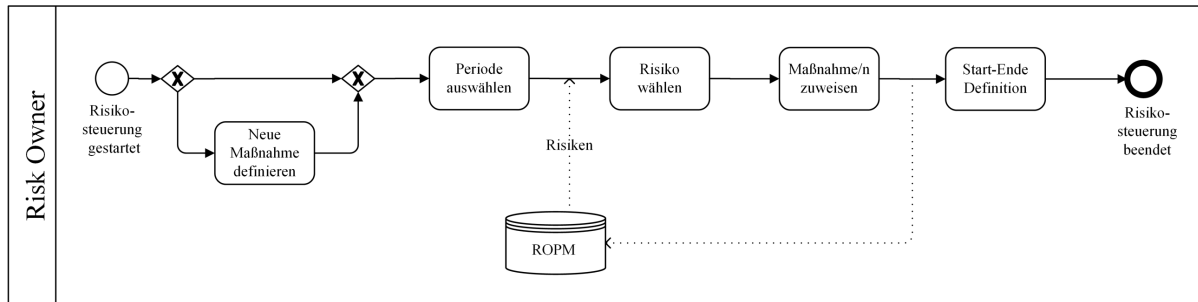 Risk Owner
Risiko-
steuerung
gestartet
X
Neue
Maßnahme
definieren
X
Periode
auswählen
Risiken
ROPM
Risiko
wählen
Maßnahme/n
zuweisen
Start-Ende
Definition
Risiko-
steuerung
beendet